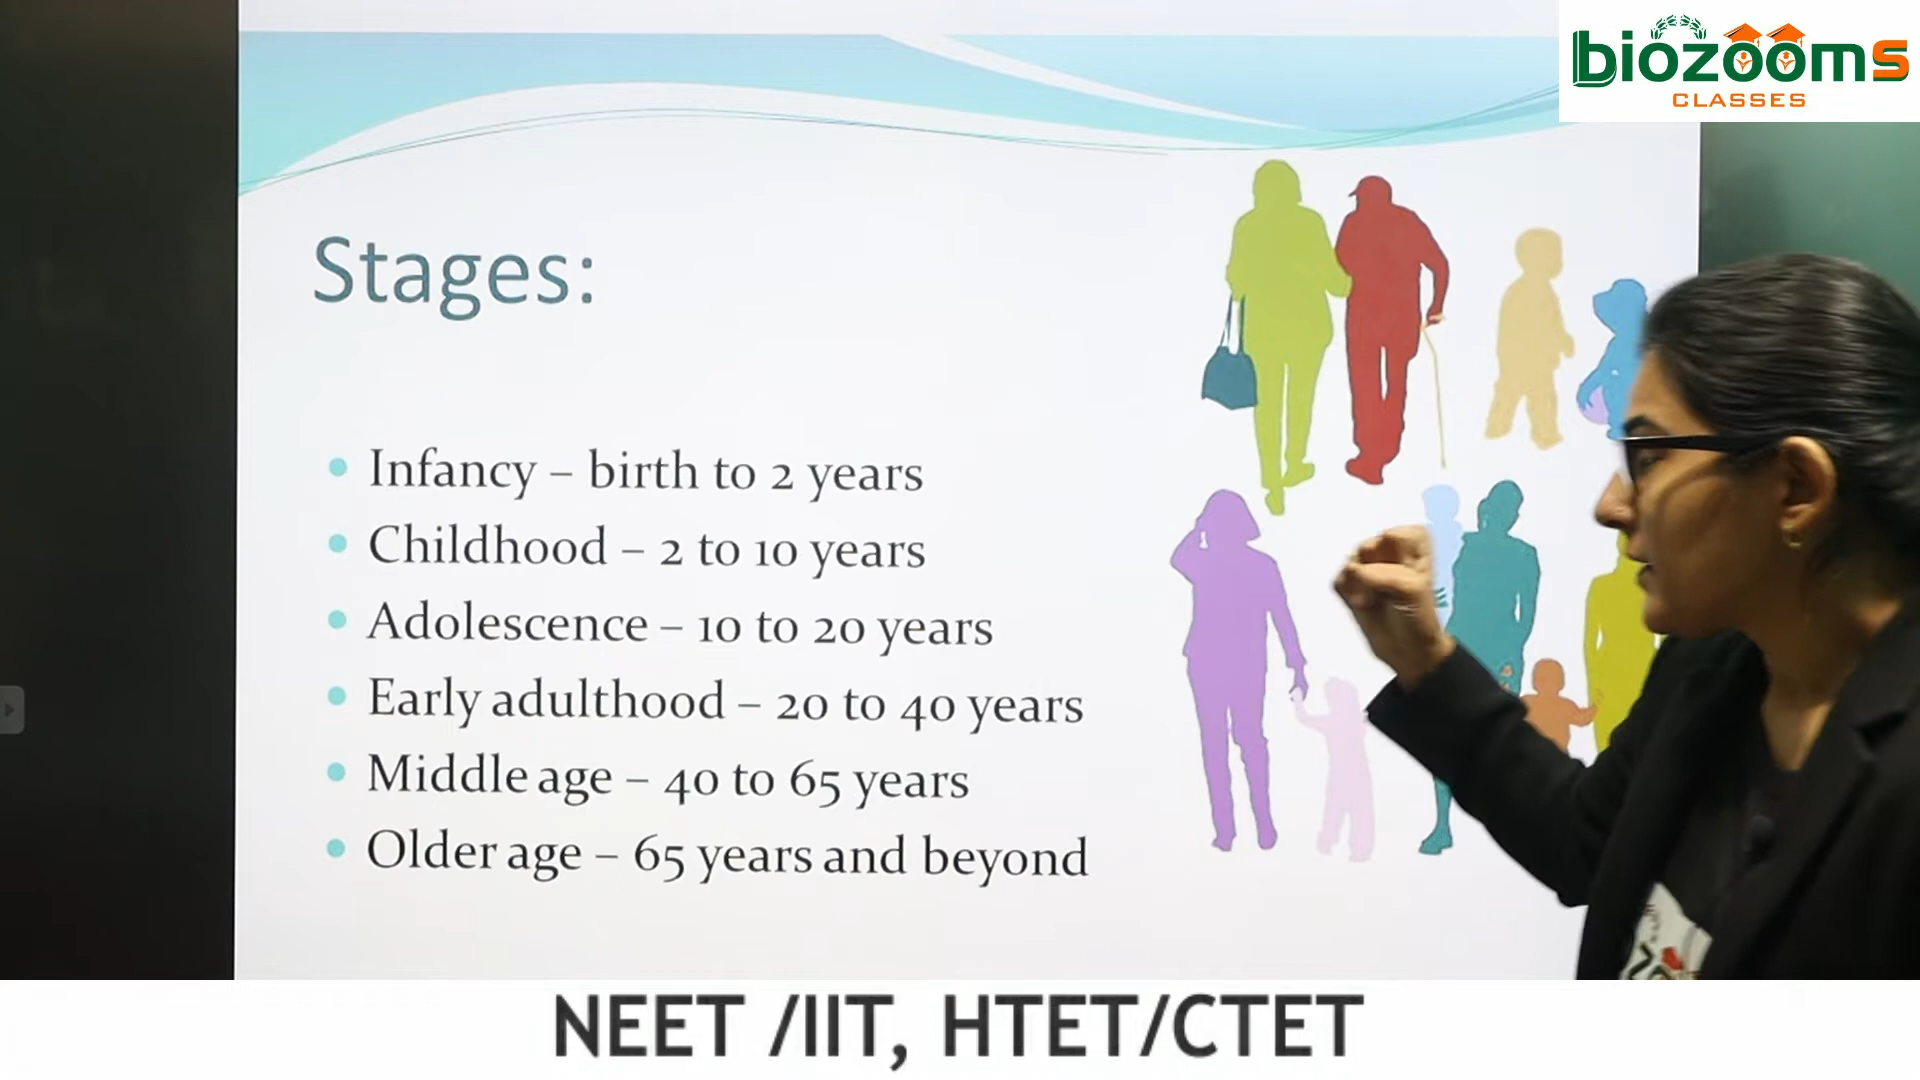 biozooms
CLASSES
Stages:
Infancy – birth to 2 years
Childhood – 2 to 10 years
Adolescence – 10 to 20 years
Early adulthood – 20 to 40 years
Middle age – 40 to 65 years
Older age – 65 years and beyond
NEET /IIT, HTET/CTET